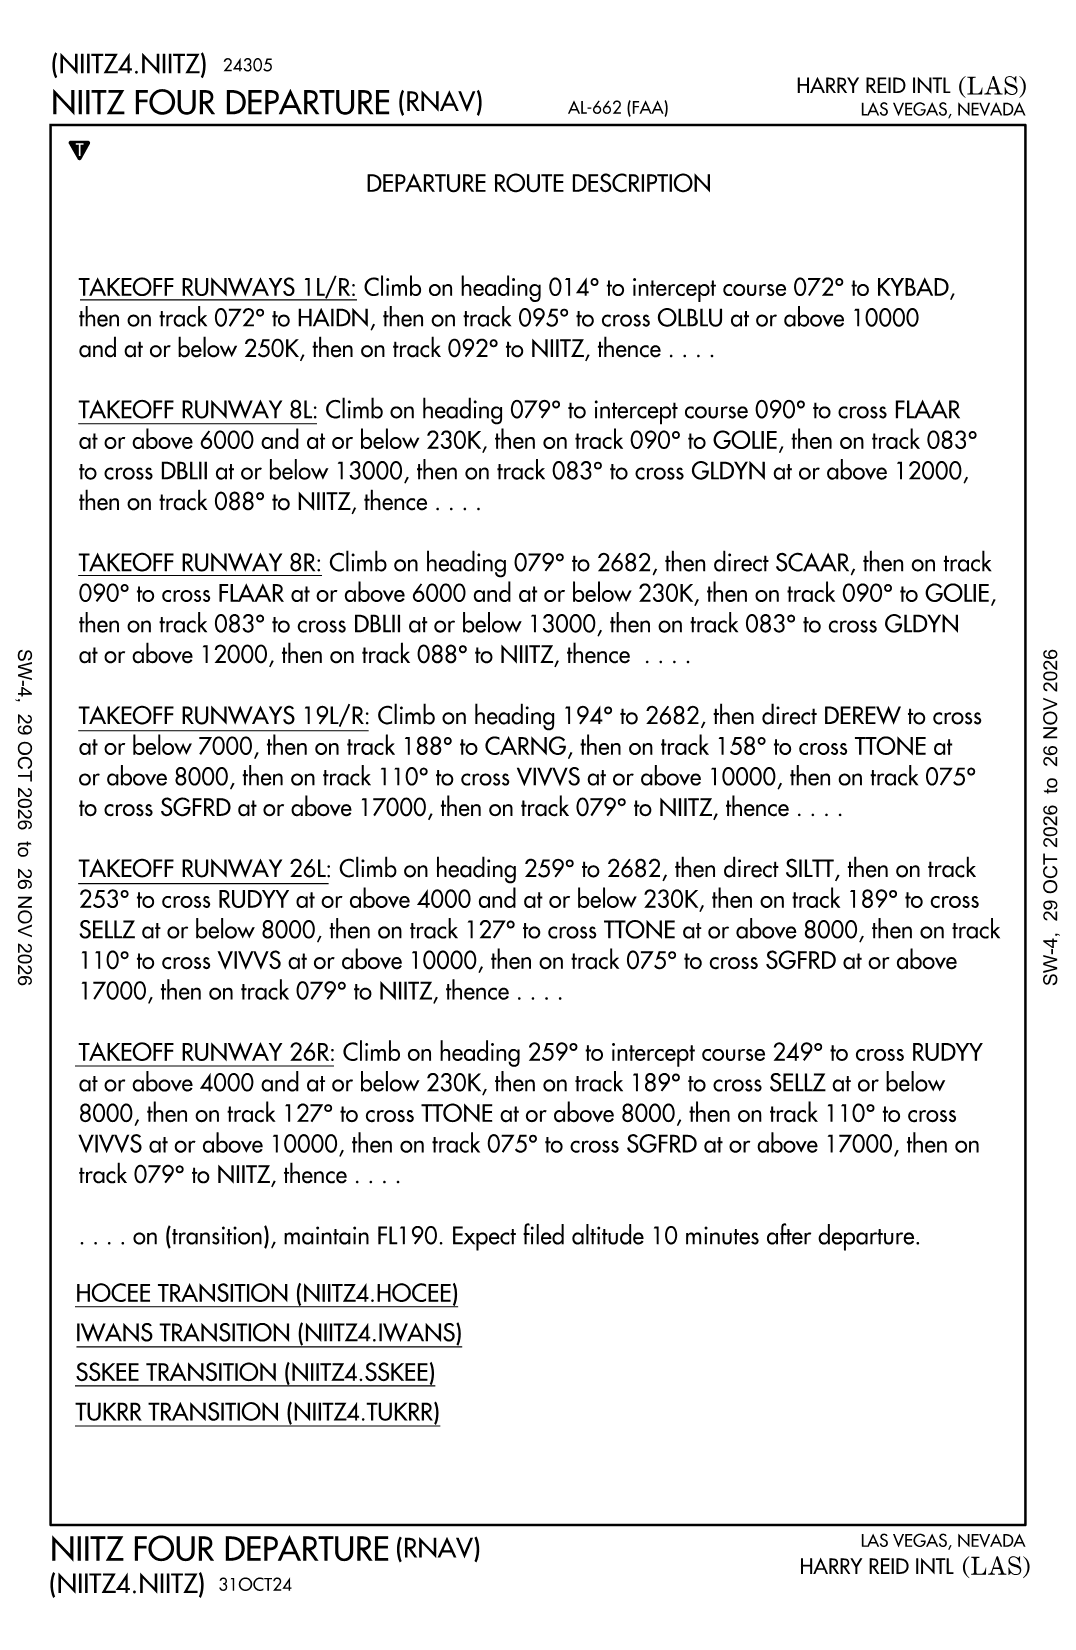 (NIITZ4.NIITZ) 24305
NIITZ FOUR DEPARTURE (RNAV)
AL-662 (FAA)
HARRY REID INTL (LAS)
LAS VEGAS, NEVADA
T
DEPARTURE ROUTE DESCRIPTION
TAKEOFF RUNWAYS 1L/R: Climb on heading 014° to intercept course 072° to KYBAD,
then on track 072° to HAIDN, then on track 095° to cross OLBLU at or above 10000
and at or below 250K, then on track 092° to NIITZ, thence . . . .
TAKEOFF RUNWAY 8L: Climb on heading 079° to intercept course 090° to cross FLAAR
at or above 6000 and at or below 230K, then on track 090° to GOLIE, then on track 083°
to cross DBLII at or below 13000, then on track 083° to cross GLDYN at or above 12000,
then on track 088° to NIITZ, thence . . . .
TAKEOFF RUNWAY 8R: Climb on heading 079° to 2682, then direct SCAAR, then on track
090° to cross FLAAR at or above 6000 and at or below 230K, then on track 090° to GOLIE,
then on track 083° to cross DBLII at or below 13000, then on track 083° to cross GLDYN
at or above 12000, then on track 088° to NIITZ, thence . . . .
TAKEOFF RUNWAYS 19L/R: Climb on heading 194° to 2682, then direct DEREW to cross
at or below 7000, then on track 188° to CARNG, then on track 158° to cross TTONE at
or above 8000, then on track 110° to cross VIVVS at or above 10000, then on track 075°
to cross SGFRD at or above 17000, then on track 079° to NIITZ, thence . . . .
TAKEOFF RUNWAY 26L: Climb on heading 259° to 2682, then direct SILTT, then on track
253° to cross RUDYY at or above 4000 and at or below 230K, then on track 189° to cross
SELLZ at or below 8000, then on track 127° to cross TTONE at or above 8000, then on track
110° to cross VIVVS at or above 10000, then on track 075° to cross SGFRD at or above
17000, then on track 079° to NIITZ, thence . . . .
TAKEOFF RUNWAY 26R: Climb on heading 259° to intercept course 249° to cross RUDYY
at or above 4000 and at or below 230K, then on track 189° to cross SELLZ at or below
8000, then on track 127° to cross TTONE at or above 8000, then on track 110° to cross
VIVVS at or above 10000, then on track 075° to cross SGFRD at or above 17000, then on
track 079° to NIITZ, thence . . . .
. . . . on (transition), maintain FL190. Expect filed altitude 10 minutes after departure.
HOCEE TRANSITION (NIITZ4.HOCEE)
IWANS TRANSITION (NIITZ4.IWANS)
SSKEE TRANSITION (NIITZ4.SSKEE)
TUKRR TRANSITION (NIITZ4.TUKRR)
SW-4, 29 OCT 2026 to 26 NOV 2026
SW-4, 29 OCT 2026 to 26 NOV 2026
NIITZ FOUR DEPARTURE (RNAV)
(NIITZ4.NIITZ) 31OCT24
LAS VEGAS, NEVADA
HARRY REID INTL (LAS)